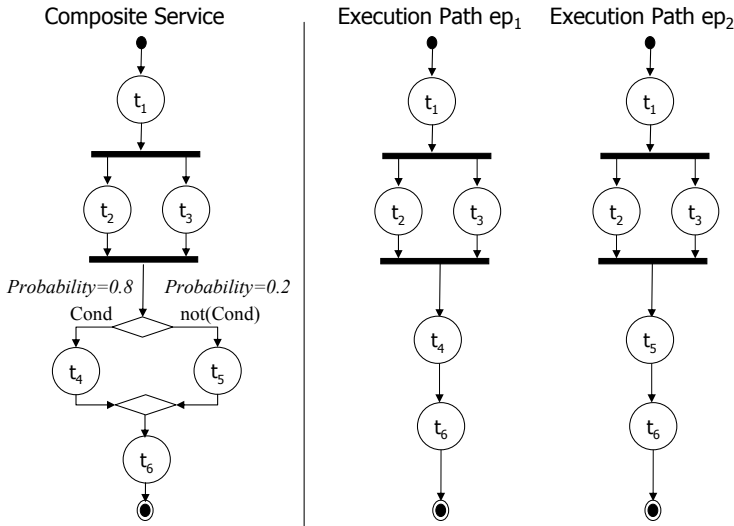 Composite Service
Execution Path ep1
Execution Path ep2
t1
t2
t3
Probability=0.8
Probability=0.2
Cond
not(Cond)
t4
t5
t6
t1
t2
t3
t4
t6
t1
t2
t3
t5
t6